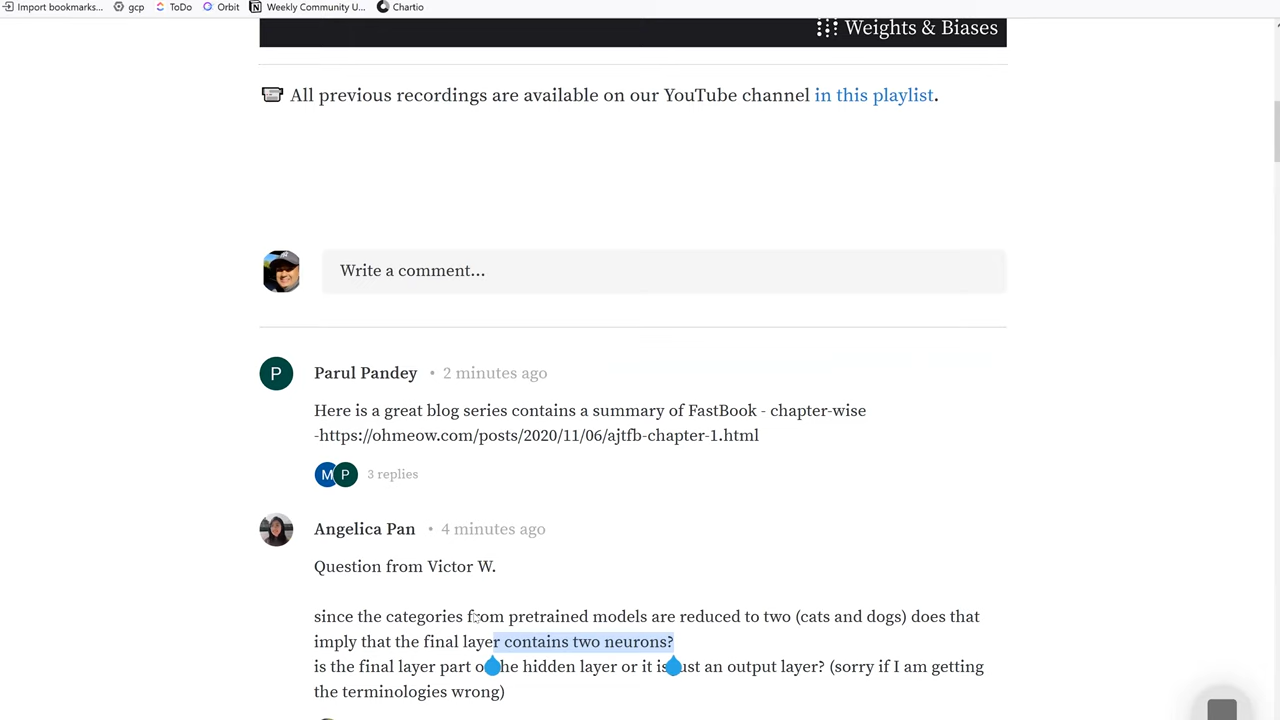 Import bookmarks... gcp ToDo Orbit Weekly Community U... Chartio
Weights & Biases
All previous recordings are available on our YouTube channel in this playlist.
Write a comment...
P Parul Pandey • 2 minutes ago
Here is a great blog series contains a summary of FastBook - chapter-wise
-https://ohmeow.com/posts/2020/11/06/ajtfb-chapter-1.html
M P 3 replies
Angelica Pan • 4 minutes ago
Question from Victor W.
since the categories from pretrained models are reduced to two (cats and dogs) does that
imply that the final layer contains two neurons?
is the final layer part he hidden layer or it is ust an output layer? (sorry if I am getting
the terminologies wrong)